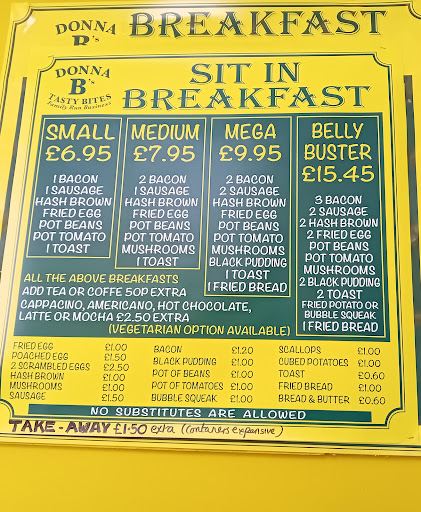 DONNA
B's
BREAKFAST
DONNA
B's
TASTY BITES
Family Run Business
SIT IN
BREAKFAST
SMALL
£6.95
1 BACON
1 SAUSAGE
HASH BROWN
FRIED EGG
POT BEANS
POT TOMATO
1 TOAST
MEDIUM
£7.95
2 BACON
1 SAUSAGE
HASH BROWN
FRIED EGG
POT BEANS
POT TOMATO
MUSHROOMS
1 TOAST
MEGA
£9.95
2 BACON
2 SAUSAGE
HASH BROWN
FRIED EGG
POT BEANS
POT TOMATO
MUSHROOMS
BLACK PUDDING
1 TOAST
1 FRIED BREAD
BELLY
BUSTER
£15.45
3 BACON
2 SAUSAGE
2 HASH BROWN
2 FRIED EGG
POT BEANS
POT TOMATO
MUSHROOMS
2 BLACK PUDDING
2 TOAST
FRIED POTATO OR
BUBBLE SQUEAK
1 FRIED BREAD
ALL THE ABOVE BREAKFASTS
ADD TEA OR COFFE 50P EXTRA
CAPPACINO, AMERICANO, HOT CHOCOLATE,
LATTE OR MOCHA £2.50 EXTRA
(VEGETARIAN OPTION AVAILABLE)
FRIED EGG £1.00
POACHED EGG £1.50
2 SCRAMBLED EGGS £2.50
HASH BROWN £1.00
MUSHROOMS £1.00
SAUSAGE £1.50
BACON £1.20
BLACK PUDDING £1.00
POT OF BEANS £1.00
POT OF TOMATOES £1.00
BUBBLE SQUEAK £1.00
SCALLOPS £1.00
CUBED POTATOES £1.00
TOAST £0.60
FRIED BREAD £1.00
BREAD & BUTTER £0.60
NO SUBSTITUTES ARE ALLOWED
TAKE-AWAY £1.50 extra (Containers expensive)